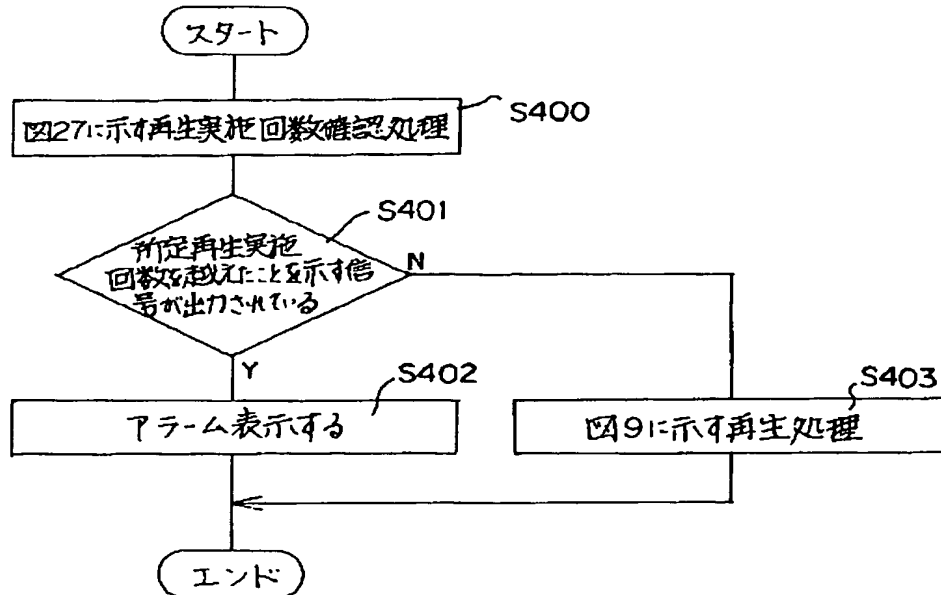 スタート
図27に示す再生実施回数確認処理
S400
S401
所定再生実施
回数を越えたことを示す信
号が出力されている
N
Y
S402
アラーム表示する
S403
図9に示す再生処理
エンド